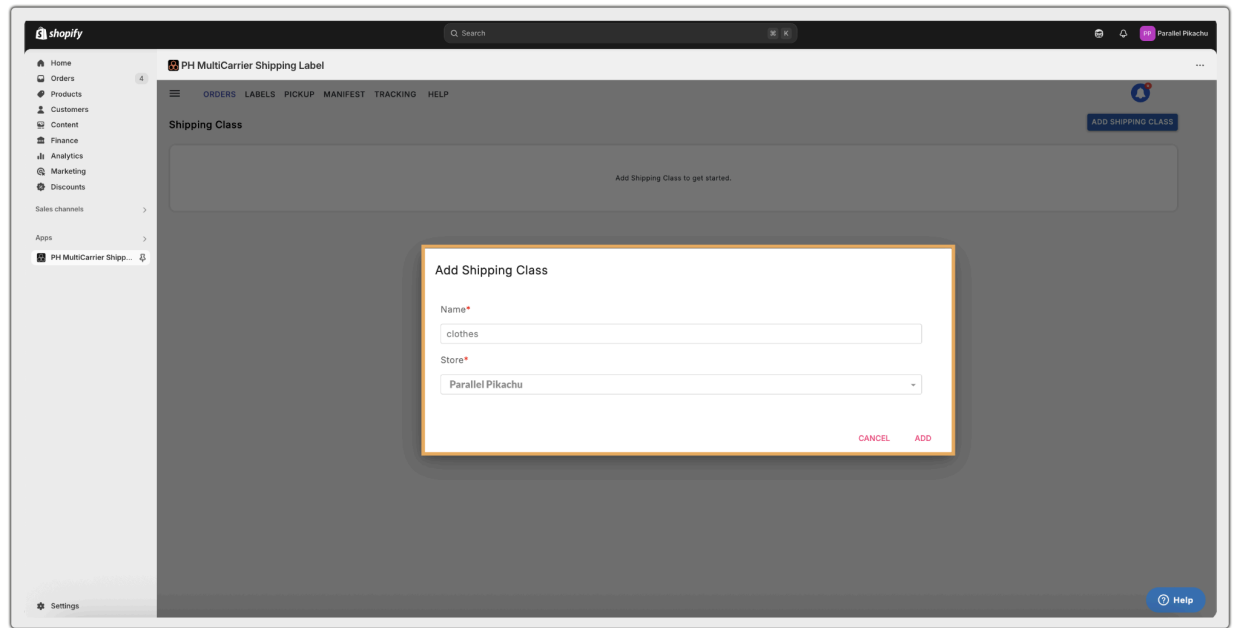 shopify
Search
⌘ K
PP Parallel Pikachu
Home
Orders 4
Products
Customers
Content
Finance
Analytics
Marketing
Discounts
Sales channels
Apps
PH MultiCarrier Shipp...
Settings
PH MultiCarrier Shipping Label
ORDERS LABELS PICKUP MANIFEST TRACKING HELP
Shipping Class
ADD SHIPPING CLASS
Add Shipping Class to get started.
Add Shipping Class
Name*
clothes
Store*
Parallel Pikachu
CANCEL ADD
Help